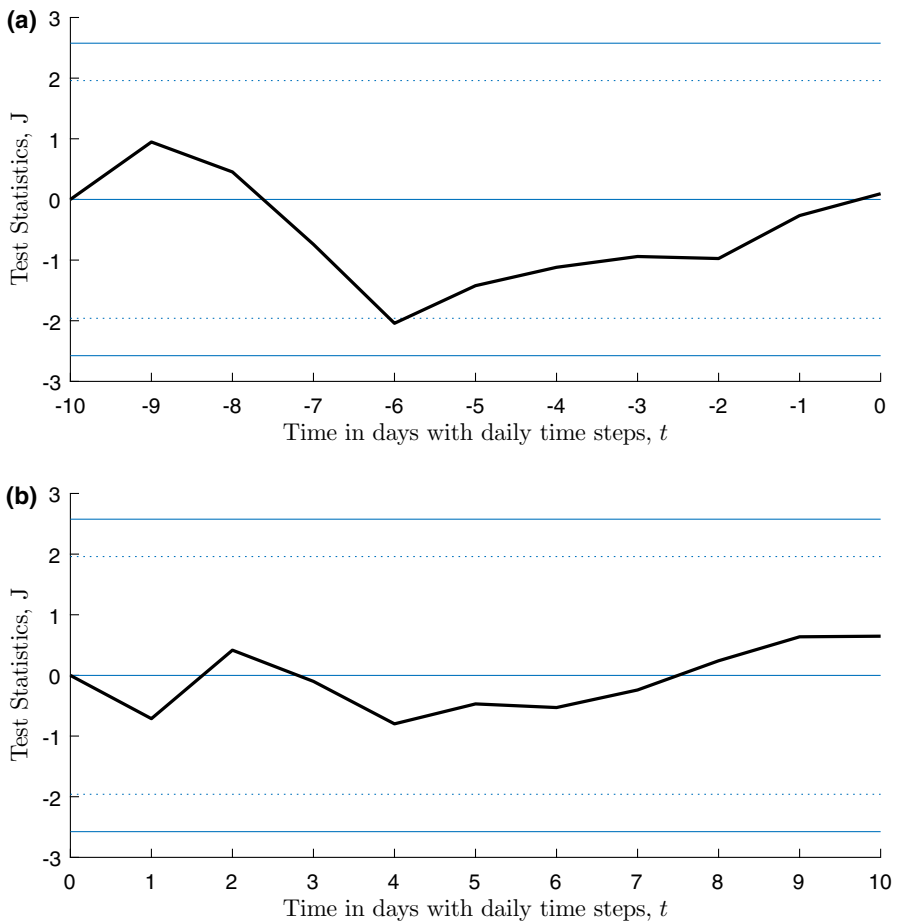 (a)
3
2
1
0
-1
-2
-3
Test Statistics, J
-10 -9 -8 -7 -6 -5 -4 -3 -2 -1 0
Time in days with daily time steps, t
(b)
3
2
1
0
-1
-2
-3
Test Statistics, J
0 1 2 3 4 5 6 7 8 9 10
Time in days with daily time steps, t